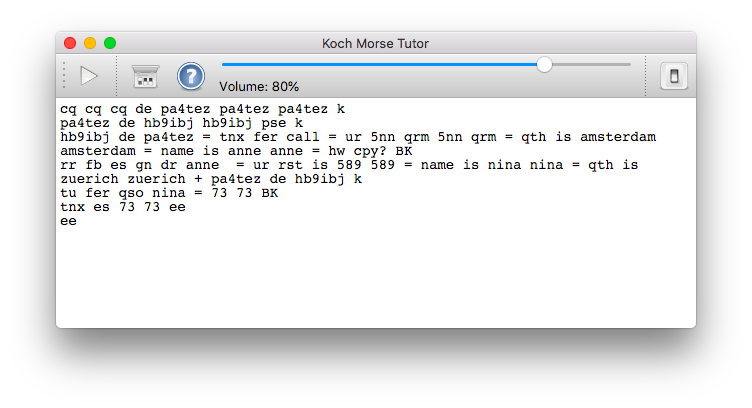 Koch Morse Tutor
?
Volume: 80%
cq cq cq de pa4tez pa4tez pa4tez k
pa4tez de hb9ibj hb9ibj pse k
hb9ibj de pa4tez = tnx fer call = ur 5nn qrm 5nn qrm = qth is amsterdam
amsterdam = name is anne anne = hw cpy? BK
rr fb es gn dr anne  = ur rst is 589 589 = name is nina nina = qth is
zuerich zuerich + pa4tez de hb9ibj k
tu fer qso nina = 73 73 BK
tnx es 73 73 ee
ee